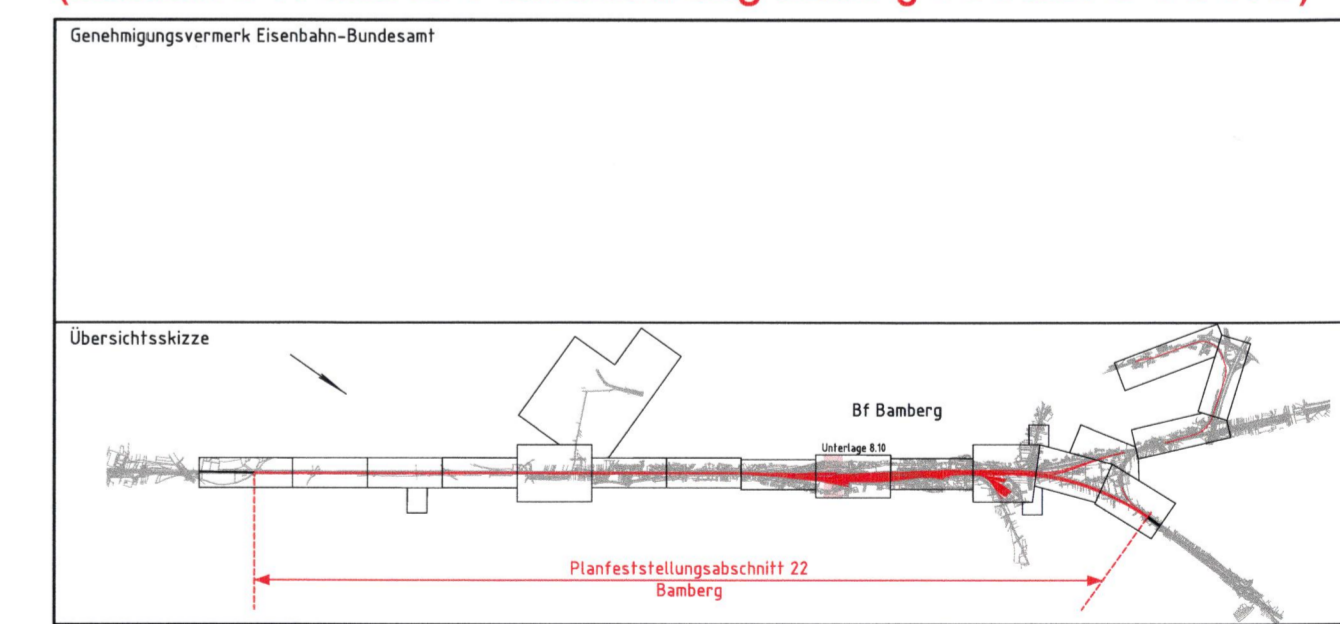 Genehmigungsvermerk Eisenbahn-Bundesamt
Übersichtsskizze
Bf Bamberg
Unterlage 8.10
Planfeststellungsabschnitt 22
Bamberg